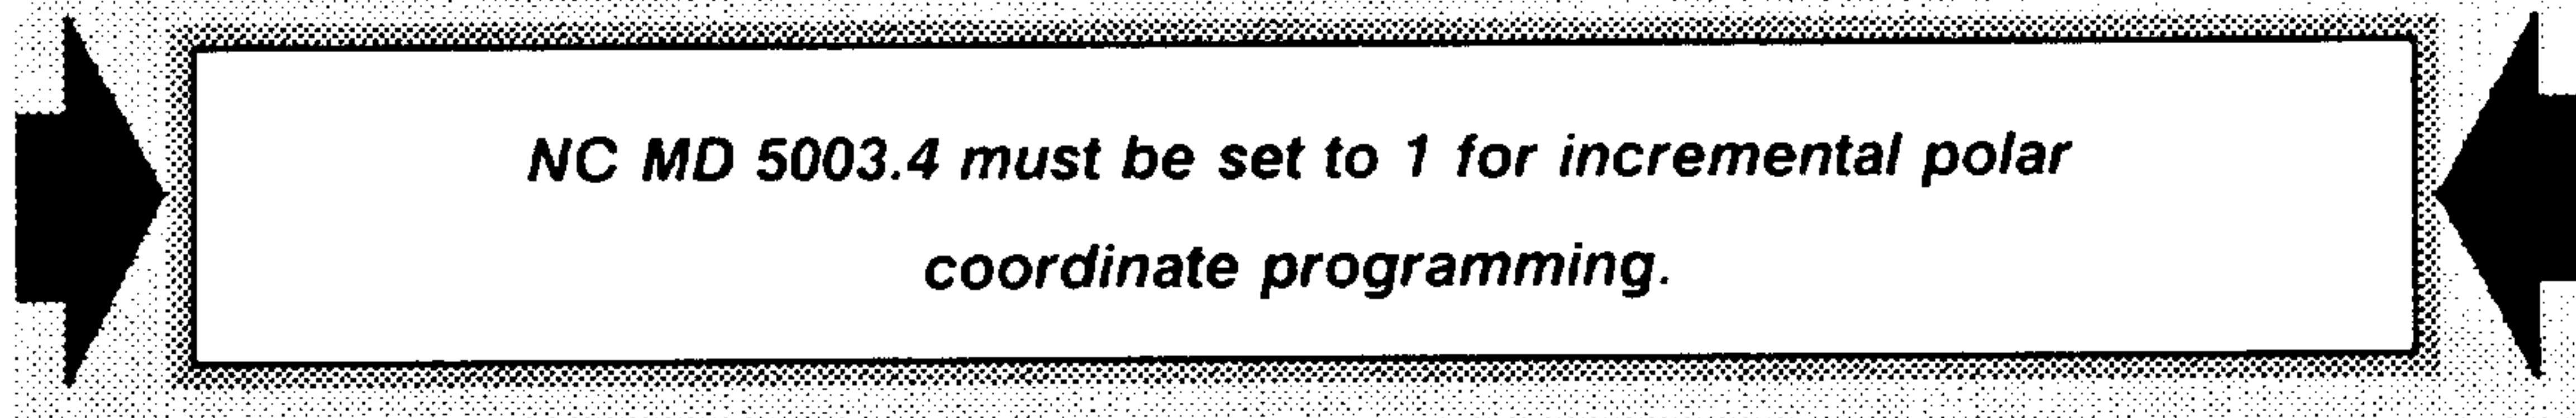 NC MD 5003.4 must be set to 1 for incremental polar
coordinate programming.